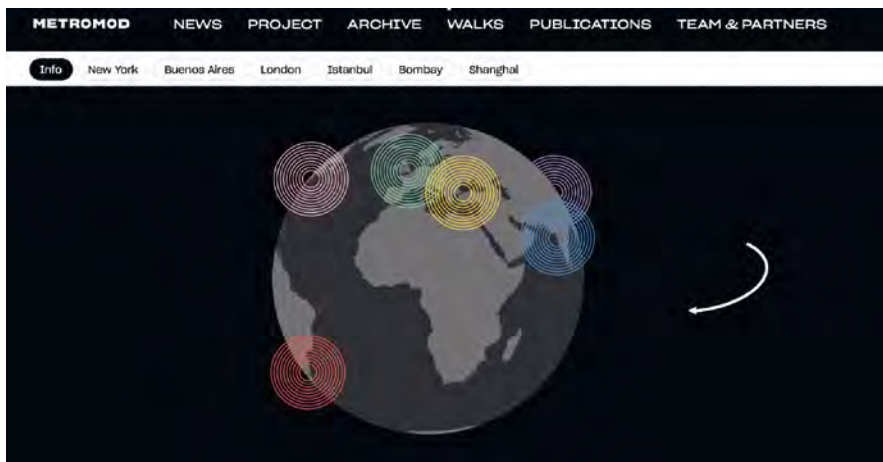 METROMOD NEWS PROJECT ARCHIVE WALKS PUBLICATIONS TEAM & PARTNERS
Info New York Buenos Aires London Istanbul Bombay Shanghai